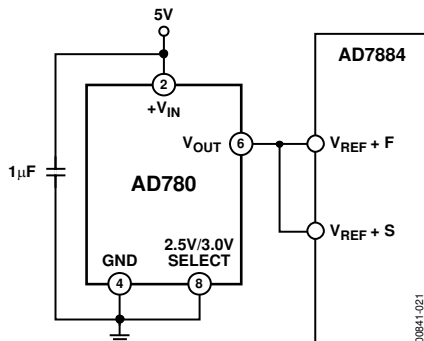 5V
AD7884
2
+VIN
VOUT
6
VREF + F
1µF
AD780
2.5V/3.0V
SELECT
GND
VREF + S
4
8
00841-021